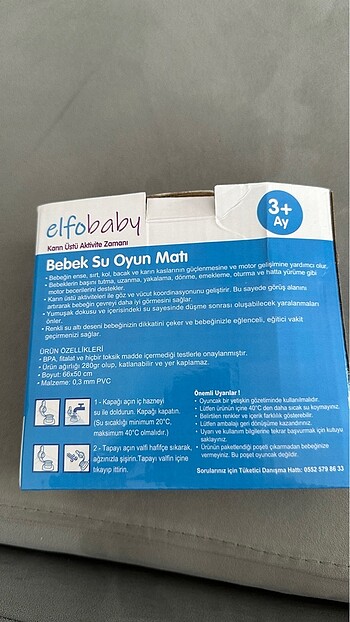 elfobaby
Karın Üstü Aktivite Zamanı
3+
Ay
Bebek Su Oyun Matı
• Bebeğin ense, sırt, kol, bacak ve karın kaslarının güçlenmesine ve motor gelişimine yardımcı olur.
• Bebeklerin başını tutma, uzanma, yakalama, dönme, emekleme, oturma ve hatta yürüme gibi
motor becerilerini destekler.
• Karın üstü aktiviteleri ile göz ve vücut koordinasyonunu geliştirir. Bu sayede görüş alanını
artırarak bebeğin çevreyi daha iyi görmesini sağlar.
• Yumuşak dokusu ve içerisindeki su sayesinde düşme sonrası oluşabilecek yaralanmaları
önler.
• Renkli su altı deseni bebeğinizin dikkatini çeker ve bebeğinizle eğlenceli, eğitici vakit
geçirmenizi sağlar.
ÜRÜN ÖZELLİKLERİ
• BPA, fitalat ve hiçbir toksik madde içermediği testlerle onaylanmıştır.
• Ürün ağırlığı 280gr olup, katlanabilir ve yer kaplamaz.
• Boyut: 66x50 cm
• Malzeme: 0,3 mm PVC
1 - Kapağı açın iç hazneyi
su ile doldurun. Kapağı kapatın.
(Su sıcaklığı minimum 20°C,
maksimum 40°C olmalıdır.)
2 - Tapayı açın valfi hafifçe sıkarak,
ağzınızla şişirin.Tapayı valfin içine
tıkayıp ittirin.
Önemli Uyarılar !
• Oyuncak bir yetişkin gözetiminde kullanılmalıdır.
• Lütfen ürünün içine 40°C den daha sıcak su koymayınız.
• Belirtilen renkler ve içerik farklılık gösterebilir.
• Lütfen ambalajı geri dönüşüme kazandırınız.
• Uyarı ve kullanım bilgilerine tekrar başvurmak için kutuyu
saklayınız.
• Ürünün paketlendiği poşeti çıkarmadan bebeğinize
vermeyiniz. Bu poşet oyuncak değildir.
Sorularınız için Tüketici Danışma Hattı: 0552 579 88 33